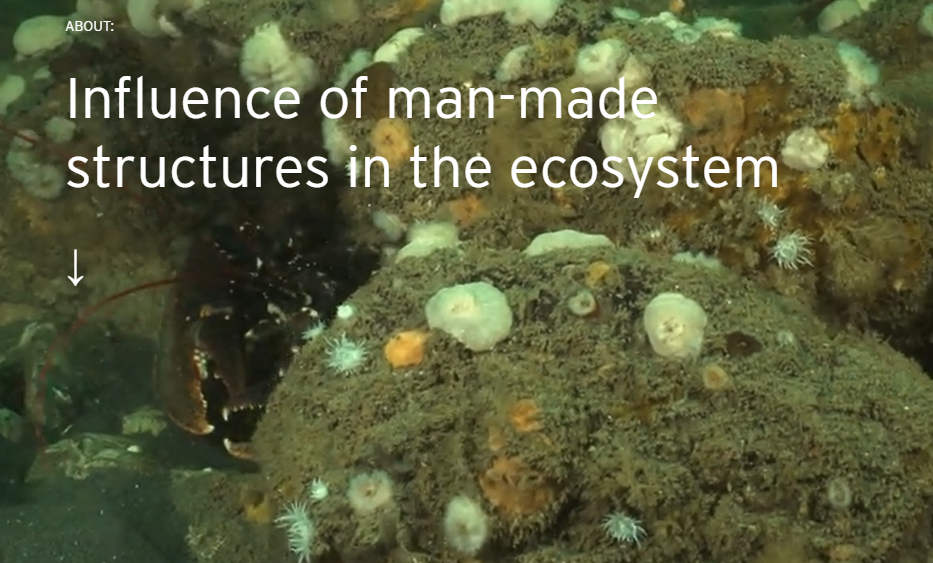 ABOUT:
Influence of man-made
structures in the ecosystem
↓